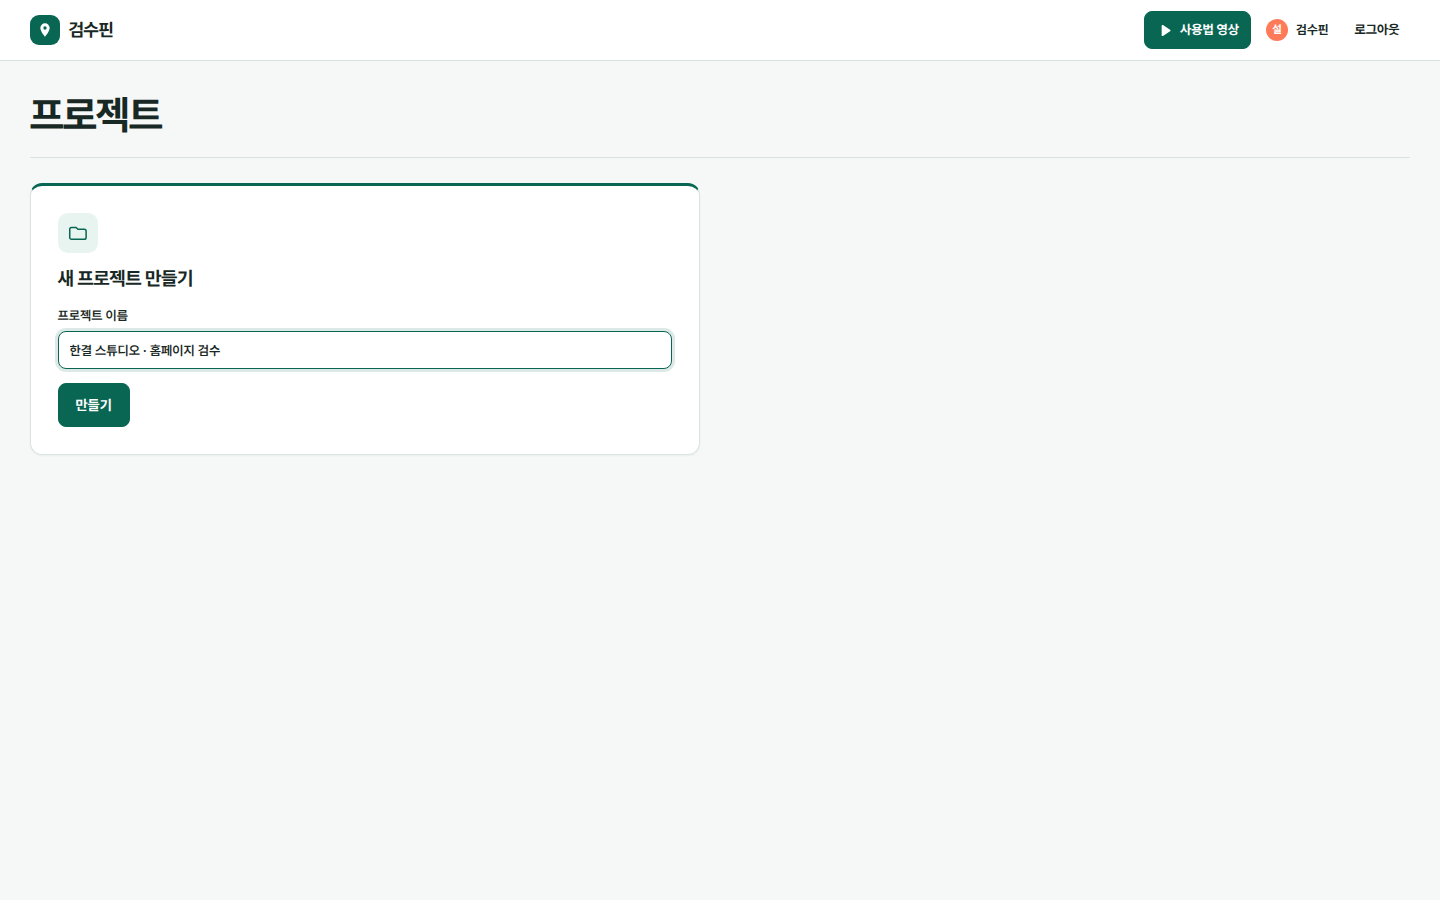 검수핀
사용법 영상
설
검수핀
로그아웃
프로젝트
새 프로젝트 만들기
프로젝트 이름
한결 스튜디오 · 홈페이지 검수
만들기